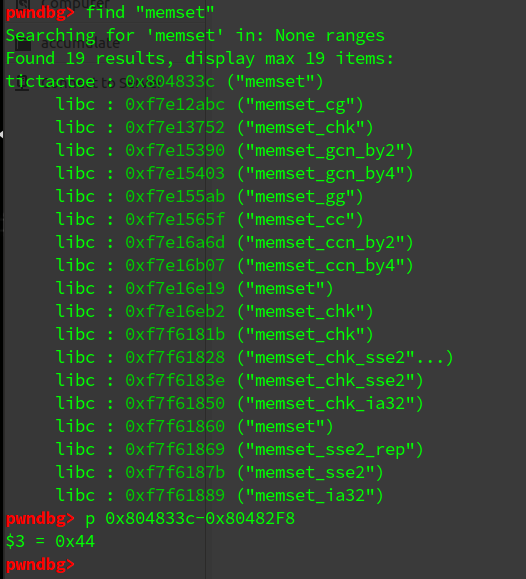 pwndbg> find "memset"
Searching for 'memset' in: None ranges
Found 19 results, display max 19 items:
tictactoe : 0x804833c ("memset")
libc : 0xf7e12abc ("memset_cg")
libc : 0xf7e13752 ("memset_chk")
libc : 0xf7e15390 ("memset_gcn_by2")
libc : 0xf7e15403 ("memset_gcn_by4")
libc : 0xf7e155ab ("memset_gg")
libc : 0xf7e1565f ("memset_cc")
libc : 0xf7e16a6d ("memset_ccn_by2")
libc : 0xf7e16b07 ("memset_ccn_by4")
libc : 0xf7e16e19 ("memset")
libc : 0xf7e16eb2 ("memset_chk")
libc : 0xf7f6181b ("memset_chk")
libc : 0xf7f61828 ("memset_chk_sse2"...)
libc : 0xf7f6183e ("memset_chk_sse2")
libc : 0xf7f61850 ("memset_chk_ia32")
libc : 0xf7f61860 ("memset")
libc : 0xf7f61869 ("memset_sse2_rep")
libc : 0xf7f6187b ("memset_sse2")
libc : 0xf7f61889 ("memset_ia32")
pwndbg> p 0x804833c-0x80482F8
$3 = 0x44
pwndbg>